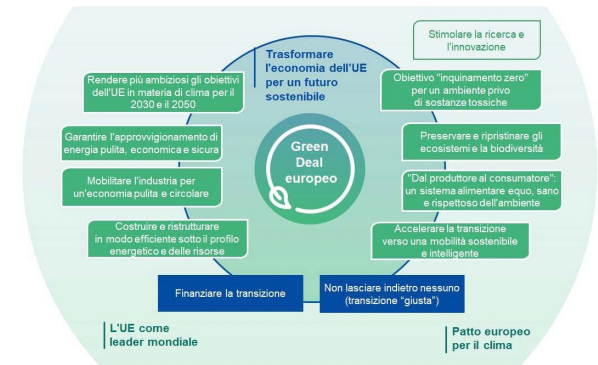 Stimolare la ricerca e
l'innovazione
Trasformare
l'economia dell'UE
per un futuro
sostenibile
Rendere più ambiziosi gli obiettivi
dell'UE in materia di clima per il
2030 e il 2050
Obiettivo "inquinamento zero"
per un ambiente privo
di sostanze tossiche
Garantire l'approvvigionamento di
energia pulita, economica e sicura
Preservare e ripristinare gli
ecosistemi e la biodiversità
Green
Deal
europeo
Mobilitare l'industria per
un'economia pulita e circolare
"Dal produttore al consumatore":
un sistema alimentare equo, sano
e rispettoso dell'ambiente
Costruire e ristrutturare
in modo efficiente sotto il profilo
energetico e delle risorse
Accelerare la transizione
verso una mobilità sostenibile
e intelligente
Finanziare la transizione
Non lasciare indietro nessuno
(transizione "giusta")
L'UE come
leader mondiale
Patto europeo
per il clima